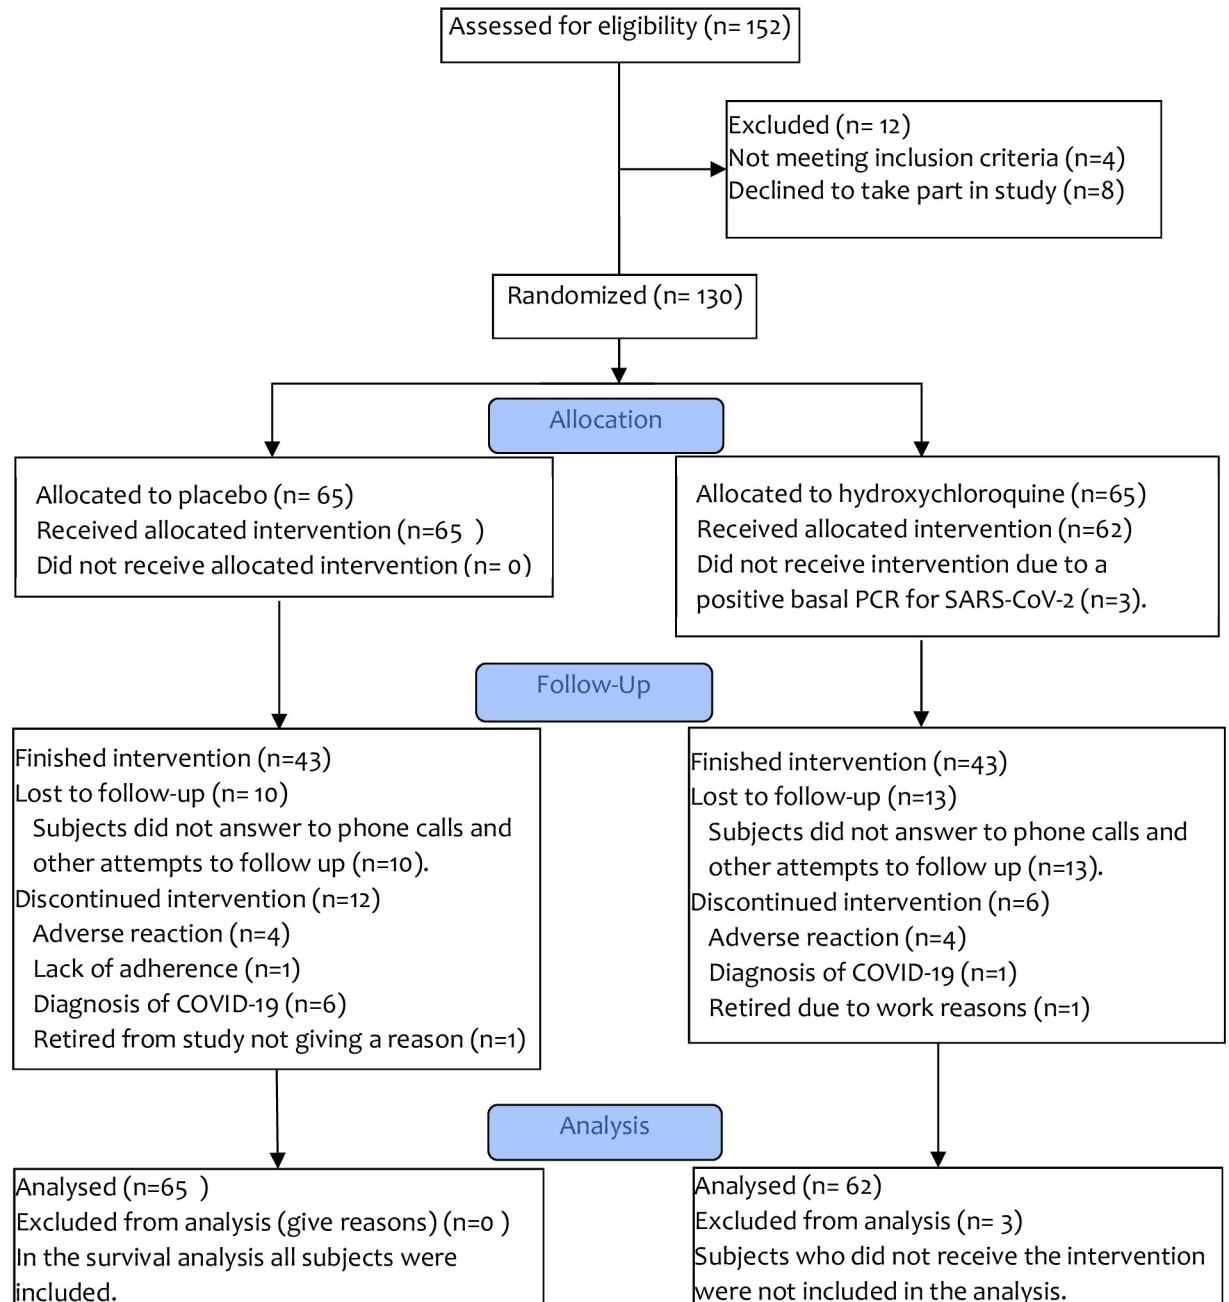 Assessed for eligibility (n= 152)
Excluded (n= 12)
Not meeting inclusion criteria (n=4)
Declined to take part in study (n=8)
Randomized (n= 130)
Allocation
Allocated to placebo (n= 65)
Received allocated intervention (n=65  )
Did not receive allocated intervention (n= 0)
Allocated to hydroxychloroquine (n=65)
Received allocated intervention (n=62)
Did not receive intervention due to a
positive basal PCR for SARS-CoV-2 (n=3).
Follow-Up
Finished intervention (n=43)
Lost to follow-up (n= 10)
Subjects did not answer to phone calls and
other attempts to follow up (n=10).
Discontinued intervention (n=12)
Adverse reaction (n=4)
Lack of adherence (n=1)
Diagnosis of COVID-19 (n=6)
Retired from study not giving a reason (n=1)
Finished intervention (n=43)
Lost to follow-up (n=13)
Subjects did not answer to phone calls and
other attempts to follow up (n=13).
Discontinued intervention (n=6)
Adverse reaction (n=4)
Diagnosis of COVID-19 (n=1)
Retired due to work reasons (n=1)
Analysis
Analysed (n=65  )
Excluded from analysis (give reasons) (n=0 )
In the survival analysis all subjects were
included.
Analysed (n= 62)
Excluded from analysis (n= 3)
Subjects who did not receive the intervention
were not included in the analysis.